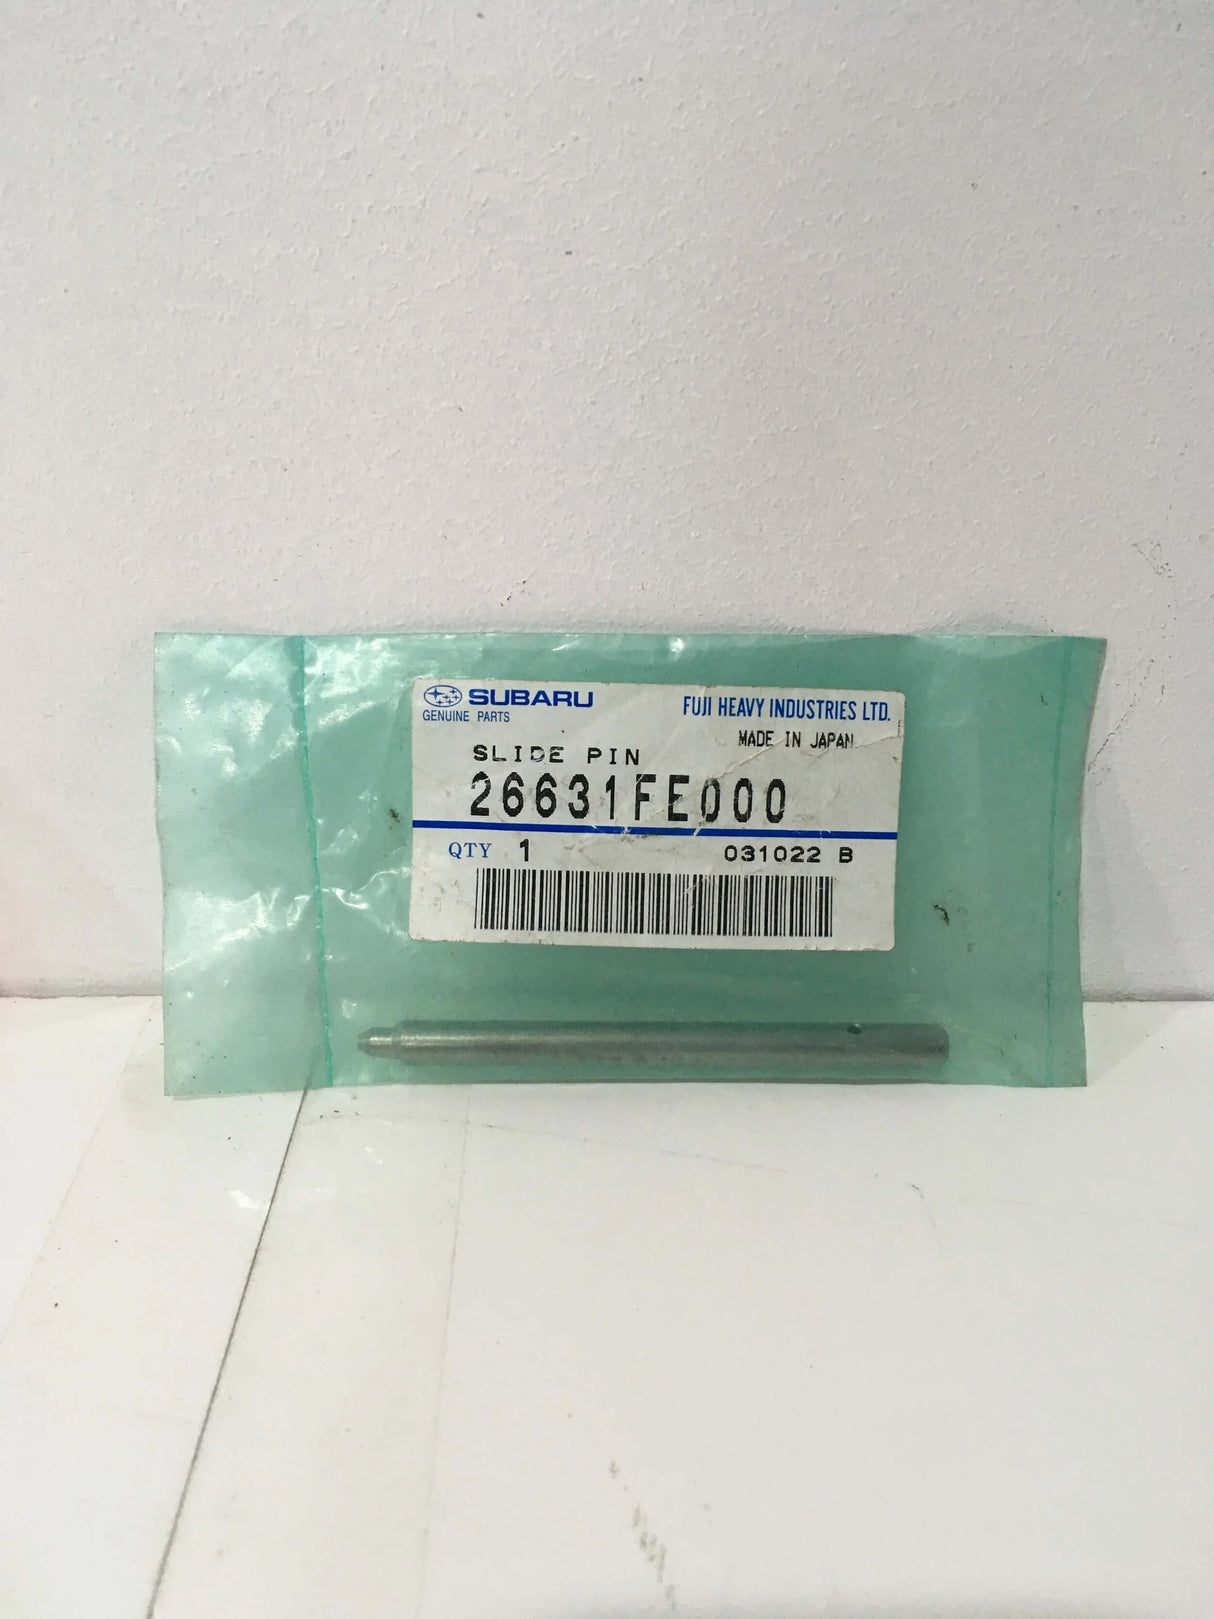 SUBARU
GENUINE PARTS
FUJI HEAVY INDUSTRIES LTD.
MADE IN JAPAN
SLIDE PIN
26631FE000
QTY 1
031022 B